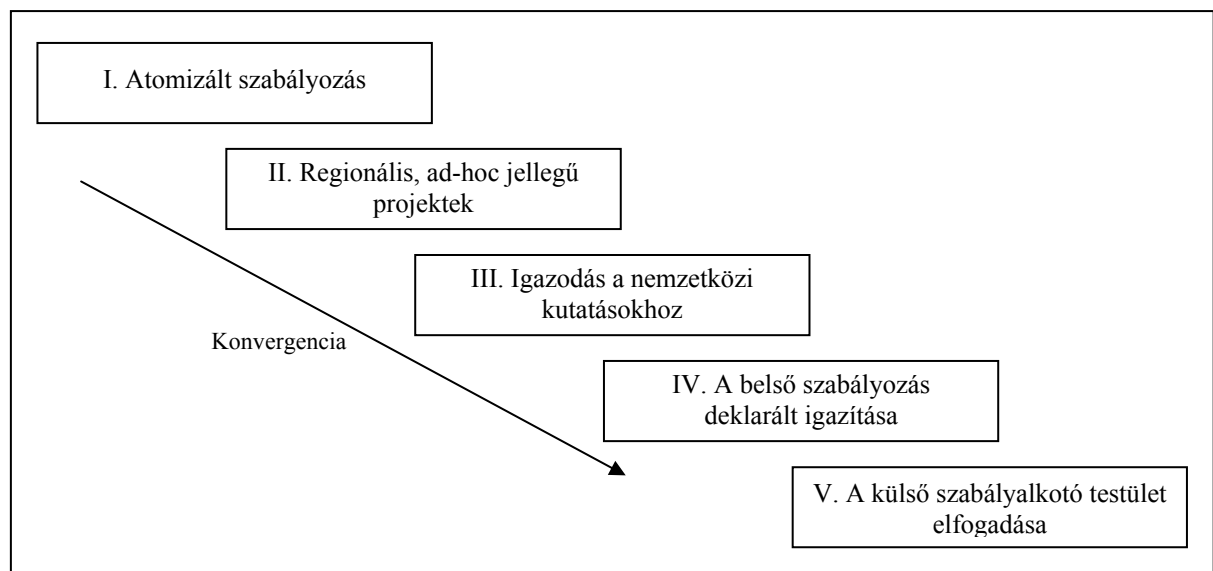 I. Atomizált szabályozás
II. Regionális, ad-hoc jellegű
projektek
III. Igazodás a nemzetközi
kutatásokhoz
Konvergencia
IV. A belső szabályozás
deklarált igazítása
V. A külső szabályalkotó testület
elfogadása